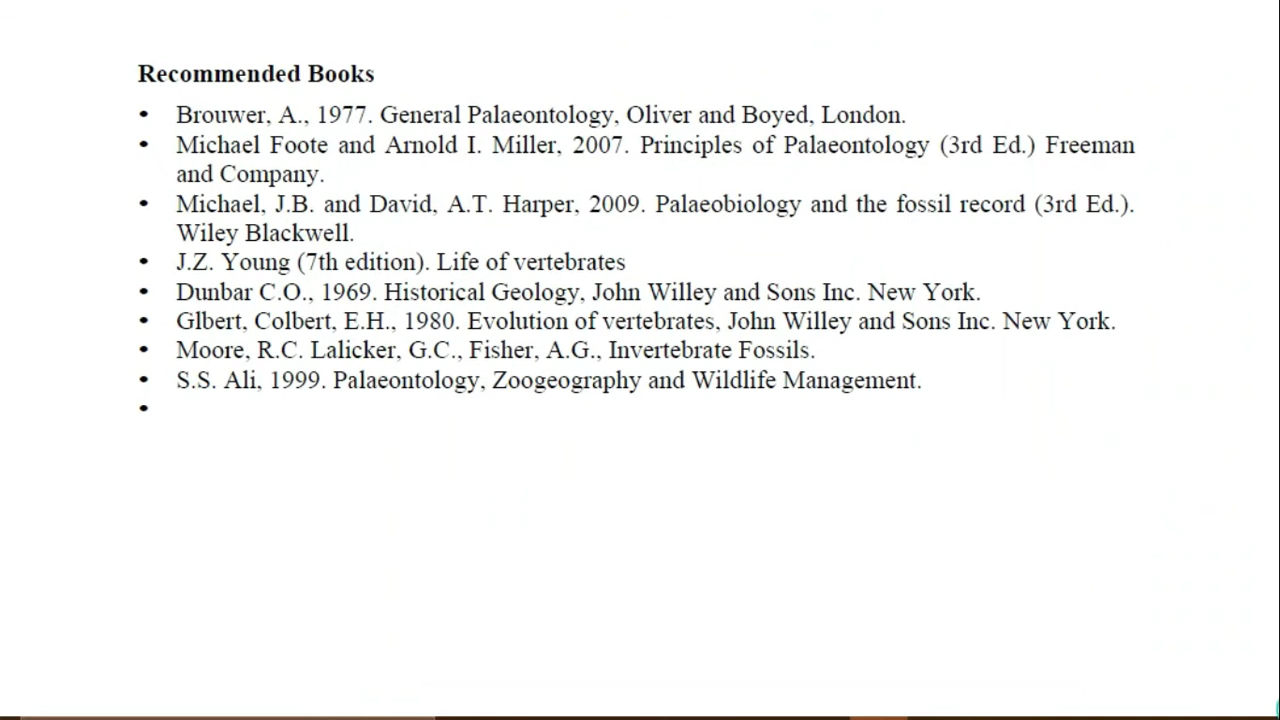 Recommended Books
• Brouwer, A., 1977. General Palaeontology, Oliver and Boyed, London.
• Michael Foote and Arnold I. Miller, 2007. Principles of Palaeontology (3rd Ed.) Freeman
and Company.
• Michael, J.B. and David, A.T. Harper, 2009. Palaeobiology and the fossil record (3rd Ed.).
Wiley Blackwell.
• J.Z. Young (7th edition). Life of vertebrates
• Dunbar C.O., 1969. Historical Geology, John Willey and Sons Inc. New York.
• Glbert, Colbert, E.H., 1980. Evolution of vertebrates, John Willey and Sons Inc. New York.
• Moore, R.C. Lalicker, G.C., Fisher, A.G., Invertebrate Fossils.
• S.S. Ali, 1999. Palaeontology, Zoogeography and Wildlife Management.
•